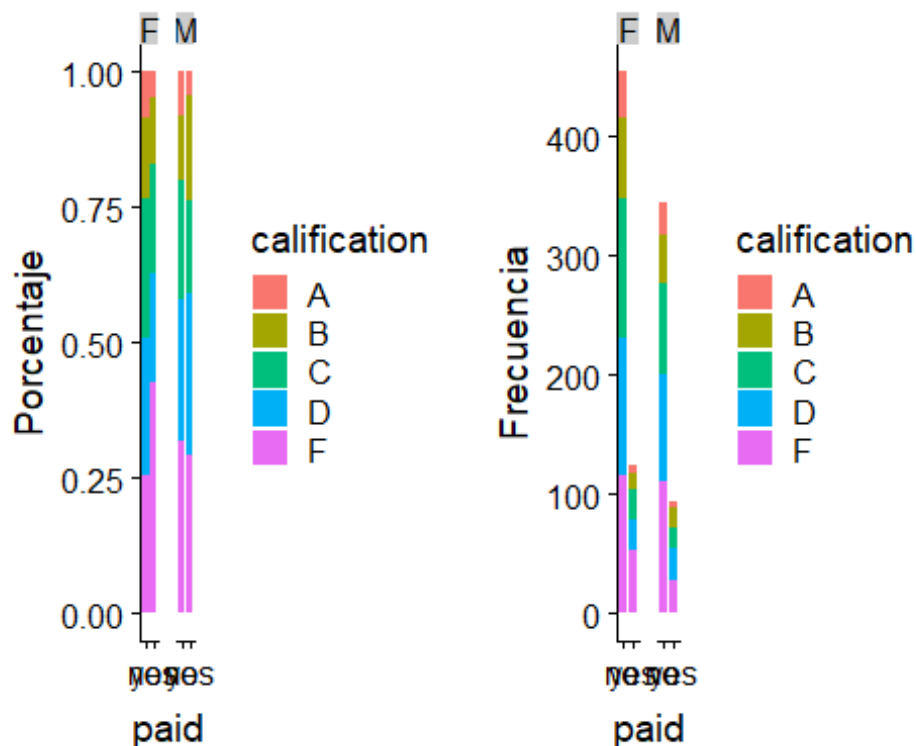 F M
Porcentaje
1.00
0.75
0.50
0.25
0.00
paid
calification
A
B
C
D
F
F M
Frecuencia
400
300
200
100
0
paid
calification
A
B
C
D
F